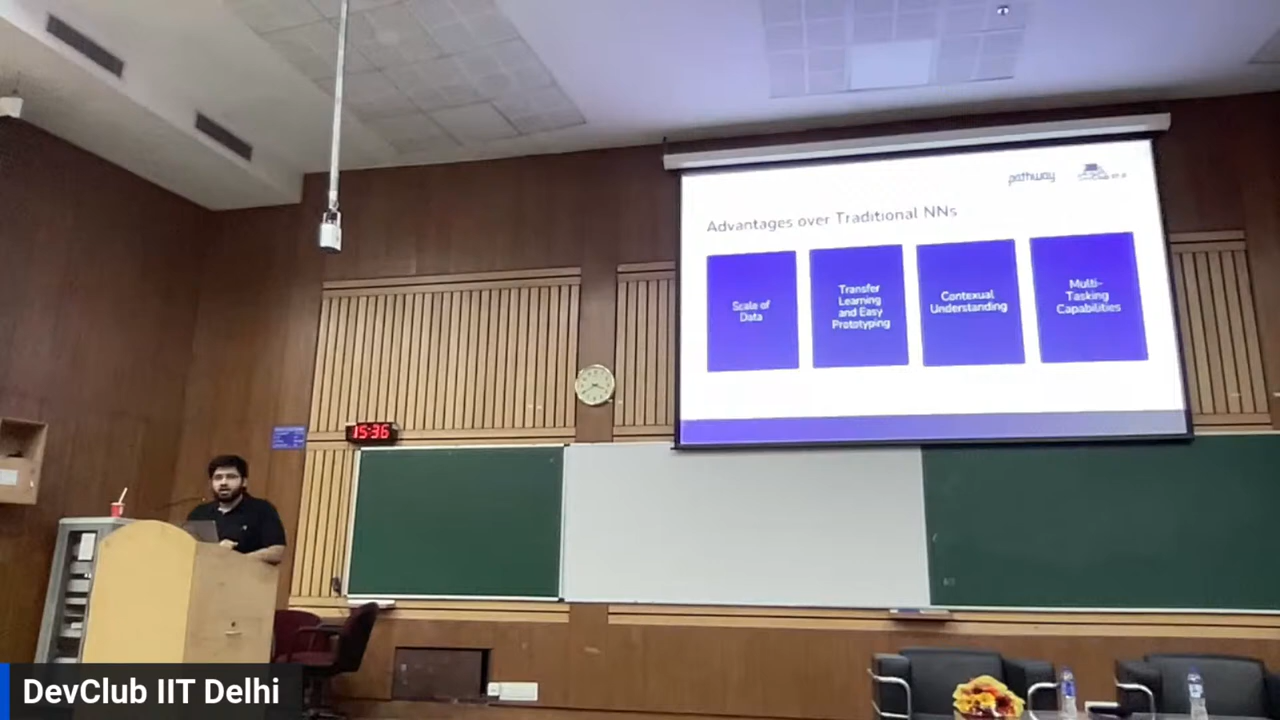 pathway
Advantages over Traditional NNs
Scale of
Data
Transfer
Learning
and Easy
Prototyping
Contexual
Understanding
Multi-
Tasking
Capabilities
15:36
DevClub IIT Delhi